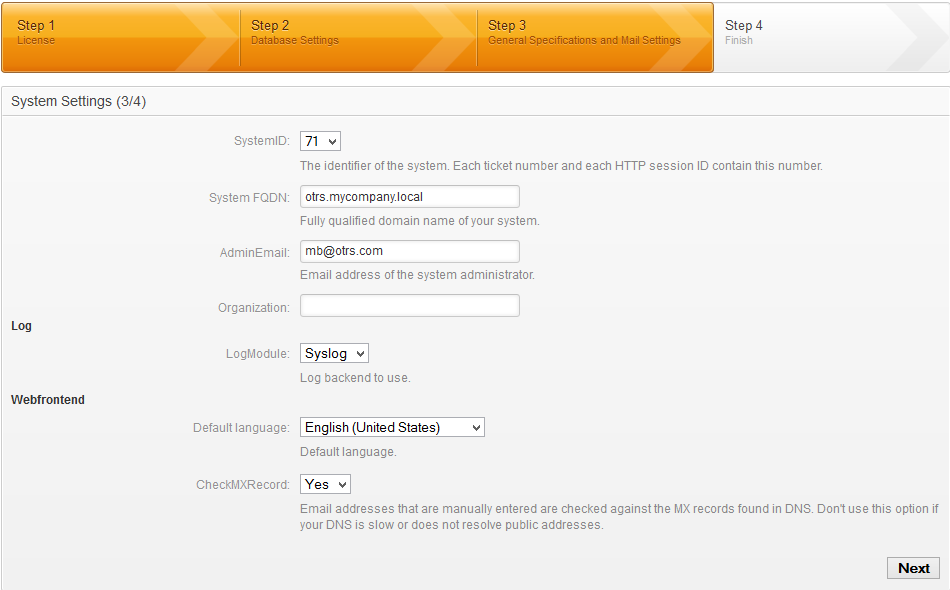 Step 1
License
Step 2
Database Settings
Step 3
General Specifications and Mail Settings
Step 4
Finish
System Settings (3/4)
SystemID: 71
The identifier of the system. Each ticket number and each HTTP session ID contain this number.
System FQDN: otrs.mycompany.local
Fully qualified domain name of your system.
AdminEmail: mb@otrs.com
Email address of the system administrator.
Organization:
Log
LogModule: Syslog
Log backend to use.
Webfrontend
Default language: English (United States)
Default language.
CheckMXRecord: Yes
Email addresses that are manually entered are checked against the MX records found in DNS. Don't use this option if
your DNS is slow or does not resolve public addresses.
Next